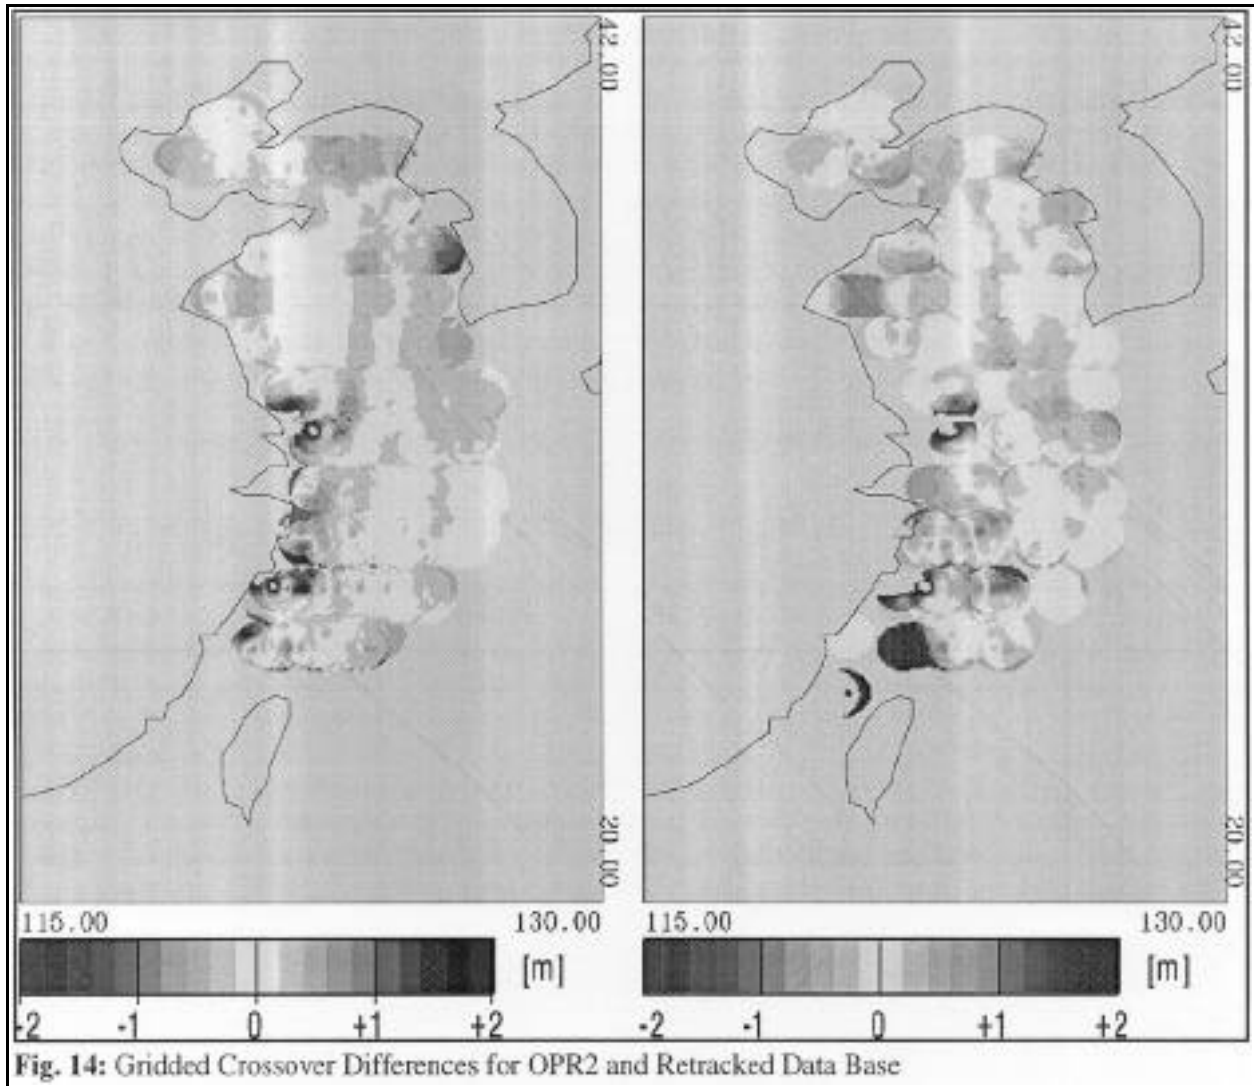 42.00
42.00
20.00
20.00
115.00 130.00
115.00 130.00
[m]
[m]
-2 -1 0 +1 +2
-2 -1 0 +1 +2
Fig. 14: Gridded Crossover Differences for OPR2 and Retracked Data Base